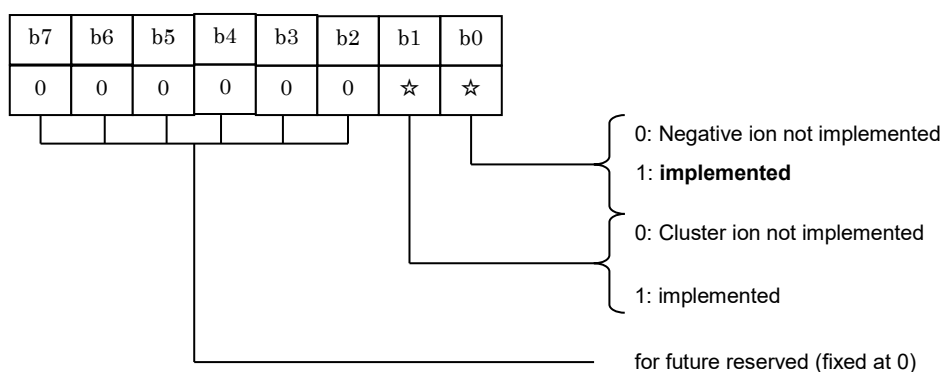 b7 b6 b5 b4 b3 b2 b1 b0
0 0 0 0 0 0 ☆ ☆
0: Negative ion not implemented
1: implemented
0: Cluster ion not implemented
1: implemented
for future reserved (fixed at 0)